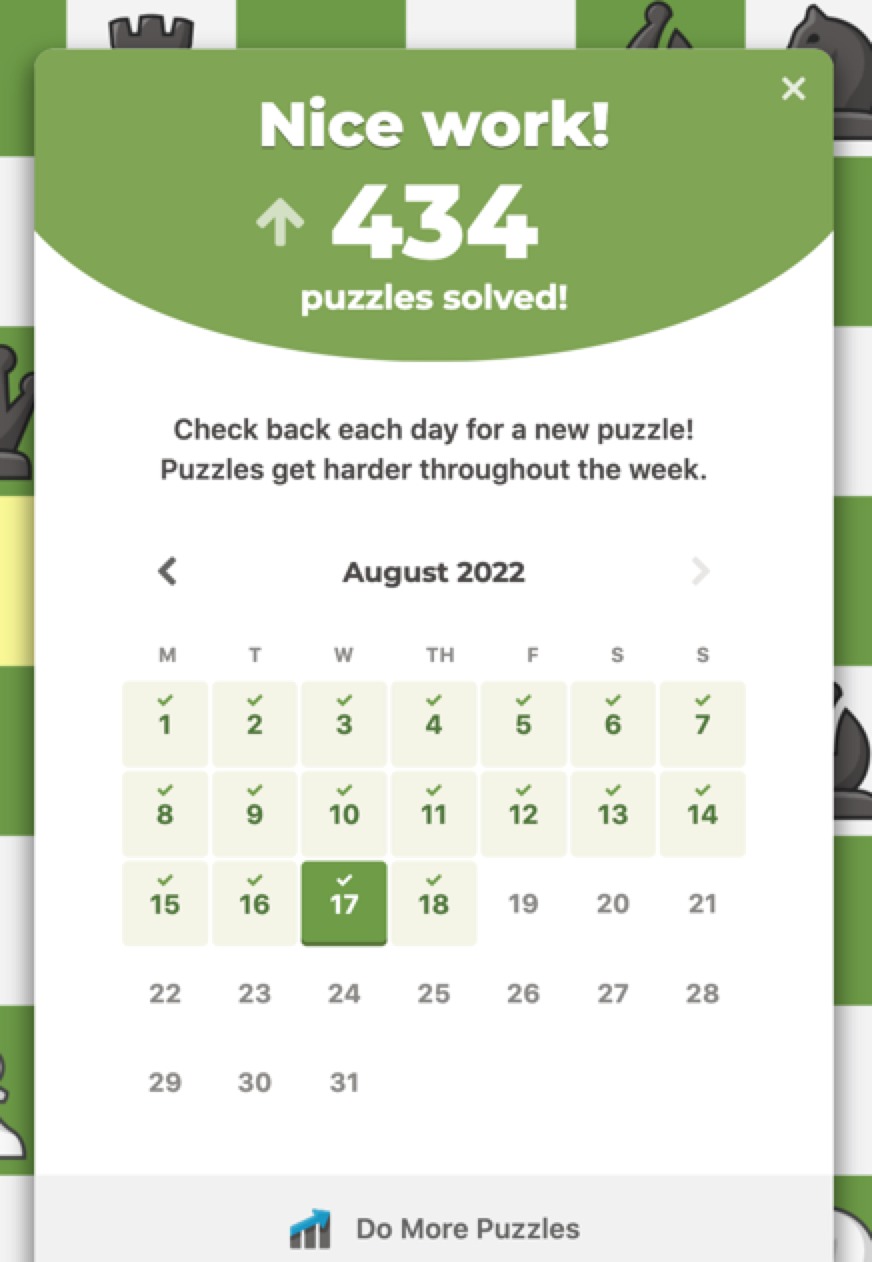 Nice work!
434
puzzles solved!
Check back each day for a new puzzle!
Puzzles get harder throughout the week.
August 2022
M T W TH F S S
1 2 3 4 5 6 7
8 9 10 11 12 13 14
15 16 17 18 19 20 21
22 23 24 25 26 27 28
29 30 31
Do More Puzzles